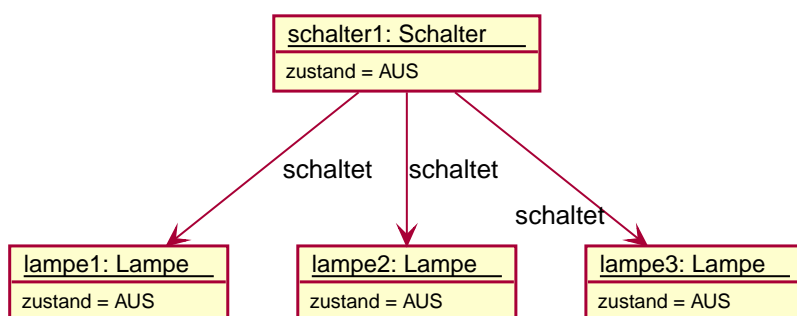 schalter1: Schalter
zustand = AUS
schaltet
schaltet
schaltet
lampe1: Lampe
zustand = AUS
lampe2: Lampe
zustand = AUS
lampe3: Lampe
zustand = AUS